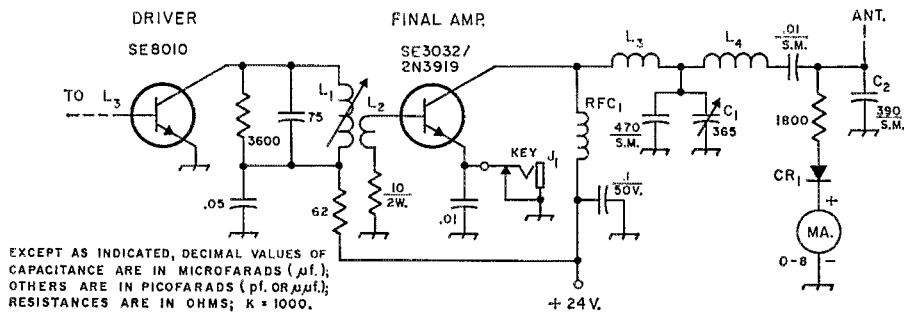 DRIVER
SE8010
FINAL AMP.
SE3032/
2N3919
ANT.
TO L3
3600
75
L1
L2
.05
62
10
2W.
.01
KEY
J1
RFC1
.1
50V.
+ 24 V.
L3
L4
.01
S.M.
470
S.M.
C1
365
1800
C2
390
S.M.
CR1
+
MA.
0-8
−
EXCEPT AS INDICATED, DECIMAL VALUES OF
CAPACITANCE ARE IN MICROFARADS (µf.);
OTHERS ARE IN PICOFARADS (pf. OR µµf.);
RESISTANCES ARE IN OHMS; K = 1000.